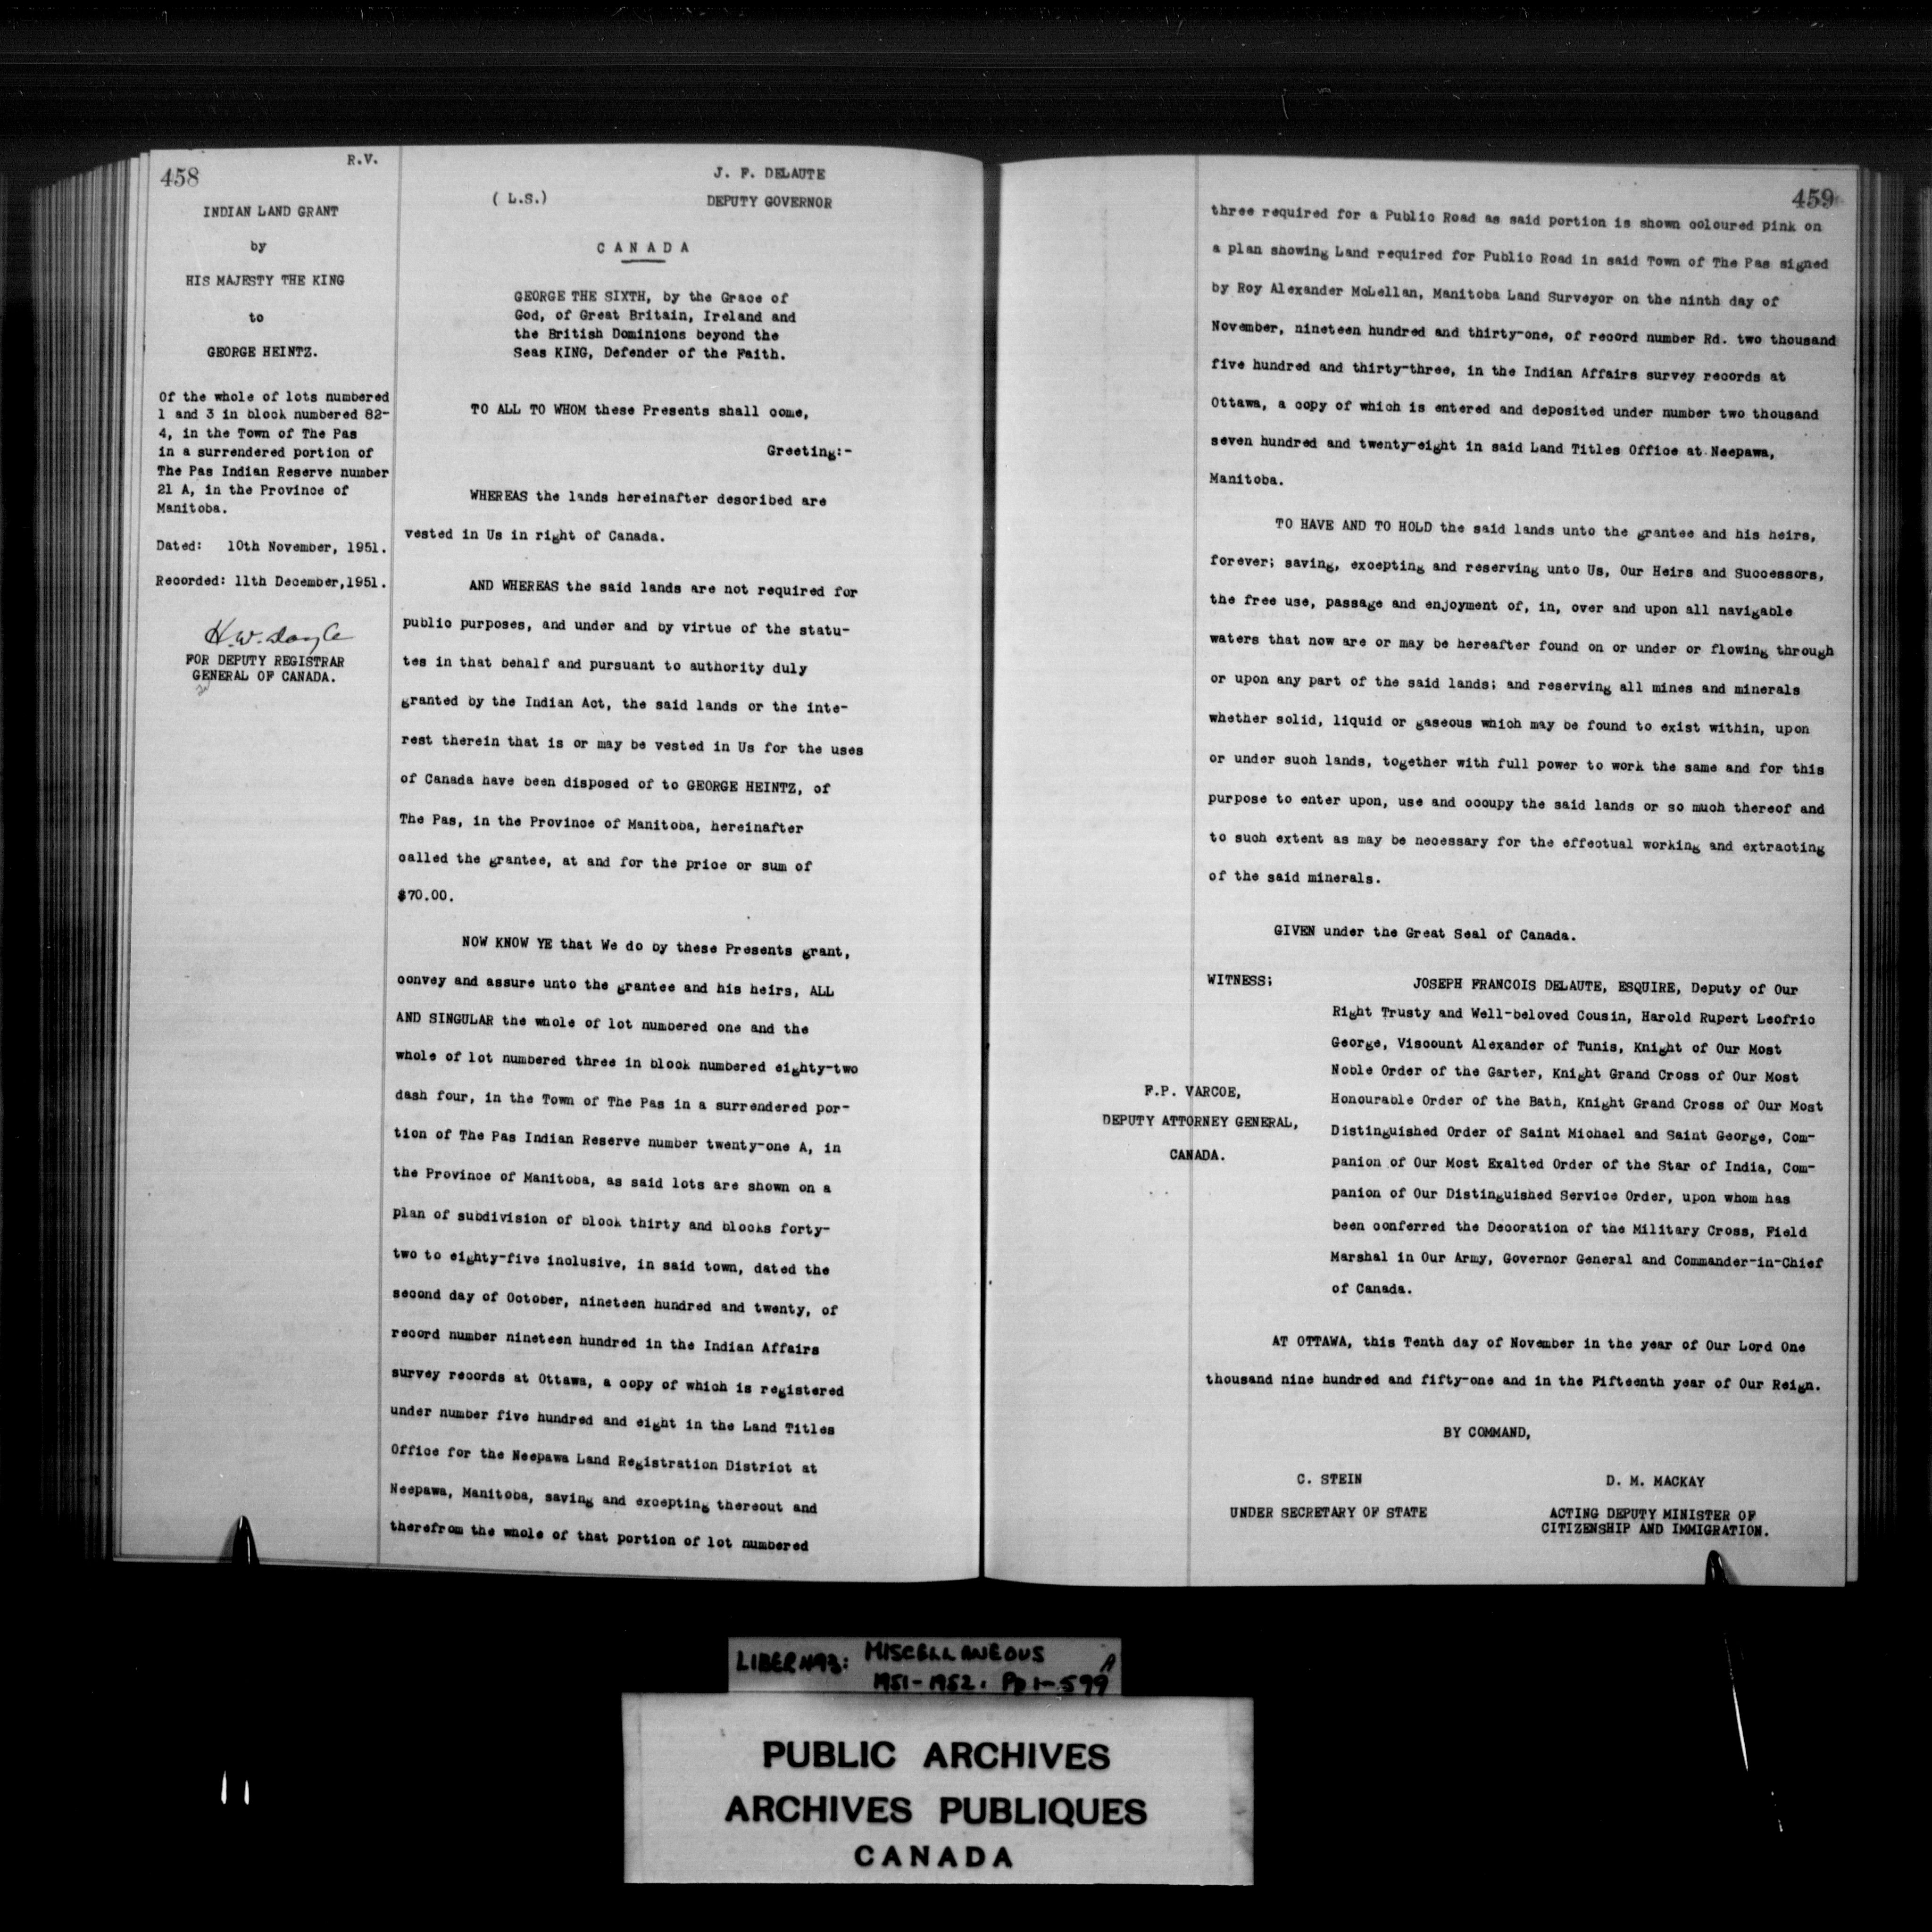 458
R.V.
INDIAN LAND GRANT
by
HIS MAJESTY THE KING
to
GEORGE HEINTZ.
Of the whole of lots numbered
1 and 3 in block numbered 82-
4, in the Town of The Pas
in a surrendered portion of
The Pas Indian Reserve number
21 A, in the Province of
Manitoba.
Dated: 10th November, 1951.
Recorded: 11th December, 1951.
H.W. Doyle
FOR DEPUTY REGISTRAR
GENERAL OF CANADA.
J. F. DELAUTE
(L.S.) DEPUTY GOVERNOR
CANADA
GEORGE THE SIXTH, by the Grace of
God, of Great Britain, Ireland and
the British Dominions beyond the
Seas KING, Defender of the Faith.
TO ALL TO WHOM these Presents shall come,
Greeting:-
WHEREAS the lands hereinafter described are
vested in Us in right of Canada.
AND WHEREAS the said lands are not required for
public purposes, and under and by virtue of the statu-
tes in that behalf and pursuant to authority duly
granted by the Indian Act, the said lands or the inte-
rest therein that is or may be vested in Us for the uses
of Canada have been disposed of to GEORGE HEINTZ, of
The Pas, in the Province of Manitoba, hereinafter
called the grantee, at and for the price or sum of
$70.00.
NOW KNOW YE that We do by these Presents grant,
convey and assure unto the grantee and his heirs, ALL
AND SINGULAR the whole of lot numbered one and the
whole of lot numbered three in block numbered eighty-two
dash four, in the Town of The Pas in a surrendered por-
tion of The Pas Indian Reserve number twenty-one A, in
the Province of Manitoba, as said lots are shown on a
plan of subdivision of block thirty and blocks forty-
two to eighty-five inclusive, in said town, dated the
second day of October, nineteen hundred and twenty, of
record number nineteen hundred in the Indian Affairs
survey records at Ottawa, a copy of which is registered
under number five hundred and eight in the Land Titles
Office for the Neepawa Land Registration District at
Neepawa, Manitoba, saving and excepting thereout and
therefrom the whole of that portion of lot numbered
459
three required for a Public Road as said portion is shown coloured pink on
a plan showing Land required for Public Road in said Town of The Pas signed
by Roy Alexander McLellan, Manitoba Land Surveyor on the ninth day of
November, nineteen hundred and thirty-one, of record number Rd. two thousand
five hundred and thirty-three, in the Indian Affairs survey records at
Ottawa, a copy of which is entered and deposited under number two thousand
seven hundred and twenty-eight in said Land Titles Office at Neepawa,
Manitoba.
TO HAVE AND TO HOLD the said lands unto the grantee and his heirs,
forever; saving, excepting and reserving unto Us, Our Heirs and Successors,
the free use, passage and enjoyment of, in, over and upon all navigable
waters that now are or may be hereafter found on or under or flowing through
or upon any part of the said lands; and reserving all mines and minerals
whether solid, liquid or gaseous which may be found to exist within, upon
or under such lands, together with full power to work the same and for this
purpose to enter upon, use and occupy the said lands or so much thereof and
to such extent as may be necessary for the effectual working and extracting
of the said minerals.
GIVEN under the Great Seal of Canada.
WITNESS; JOSEPH FRANCOIS DELAUTE, ESQUIRE, Deputy of Our
Right Trusty and Well-beloved Cousin, Harold Rupert Leofric
George, Viscount Alexander of Tunis, Knight of Our Most
Noble Order of the Garter, Knight Grand Cross of Our Most
Honourable Order of the Bath, Knight Grand Cross of Our Most
Distinguished Order of Saint Michael and Saint George, Com-
panion of Our Most Exalted Order of the Star of India, Com-
panion of Our Distinguished Service Order, upon whom has
been conferred the Decoration of the Military Cross, Field
Marshal in Our Army, Governor General and Commander-in-Chief
of Canada.
F.P. VARCOE,
DEPUTY ATTORNEY GENERAL,
CANADA.
AT OTTAWA, this Tenth day of November in the year of Our Lord One
thousand nine hundred and fifty-one and in the Fifteenth year of Our Reign.
BY COMMAND,
C. STEIN
UNDER SECRETARY OF STATE
D. M. MACKAY
ACTING DEPUTY MINISTER OF
CITIZENSHIP AND IMMIGRATION.
LIBER 493: MISCELLANEOUS A
1951-1952. Pp 1-599
PUBLIC ARCHIVES
ARCHIVES PUBLIQUES
CANADA